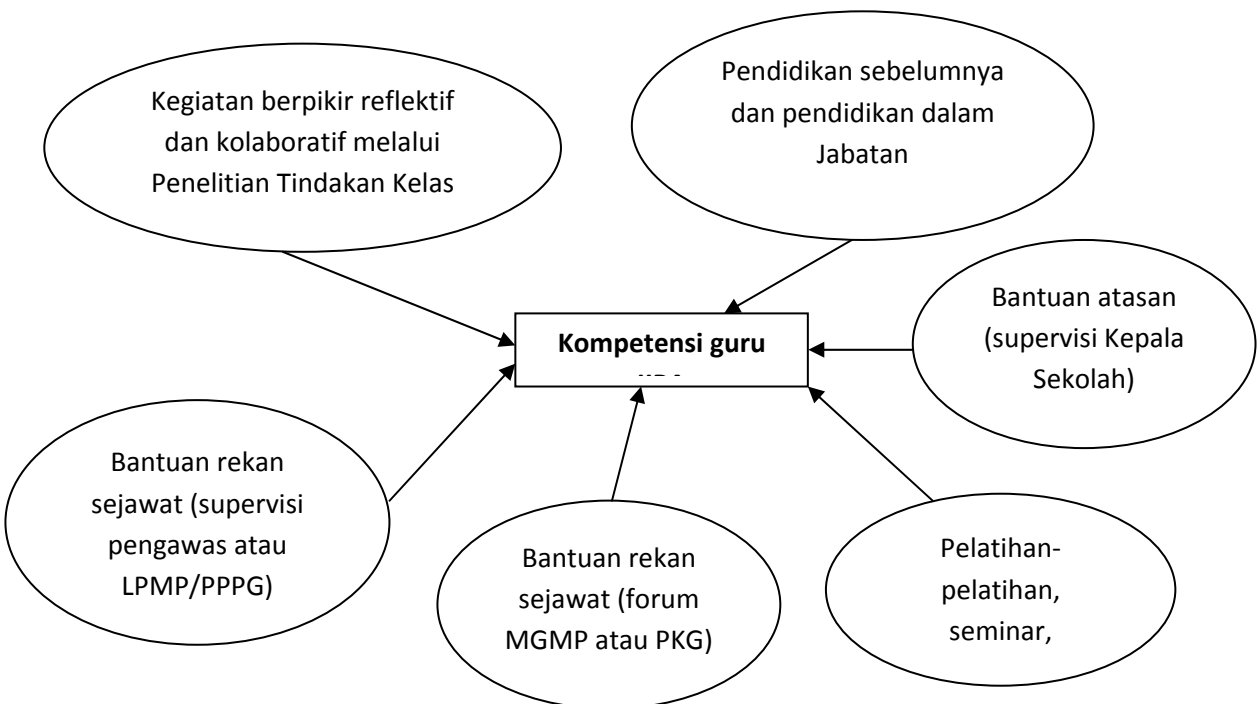 Kegiatan berpikir reflektif
dan kolaboratif melalui
Penelitian Tindakan Kelas
Pendidikan sebelumnya
dan pendidikan dalam
Jabatan
Bantuan atasan
(supervisi Kepala
Sekolah)
Kompetensi guru
Bantuan rekan
sejawat (supervisi
pengawas atau
LPMP/PPPG)
Bantuan rekan
sejawat (forum
MGMP atau PKG)
Pelatihan-
pelatihan,
seminar,